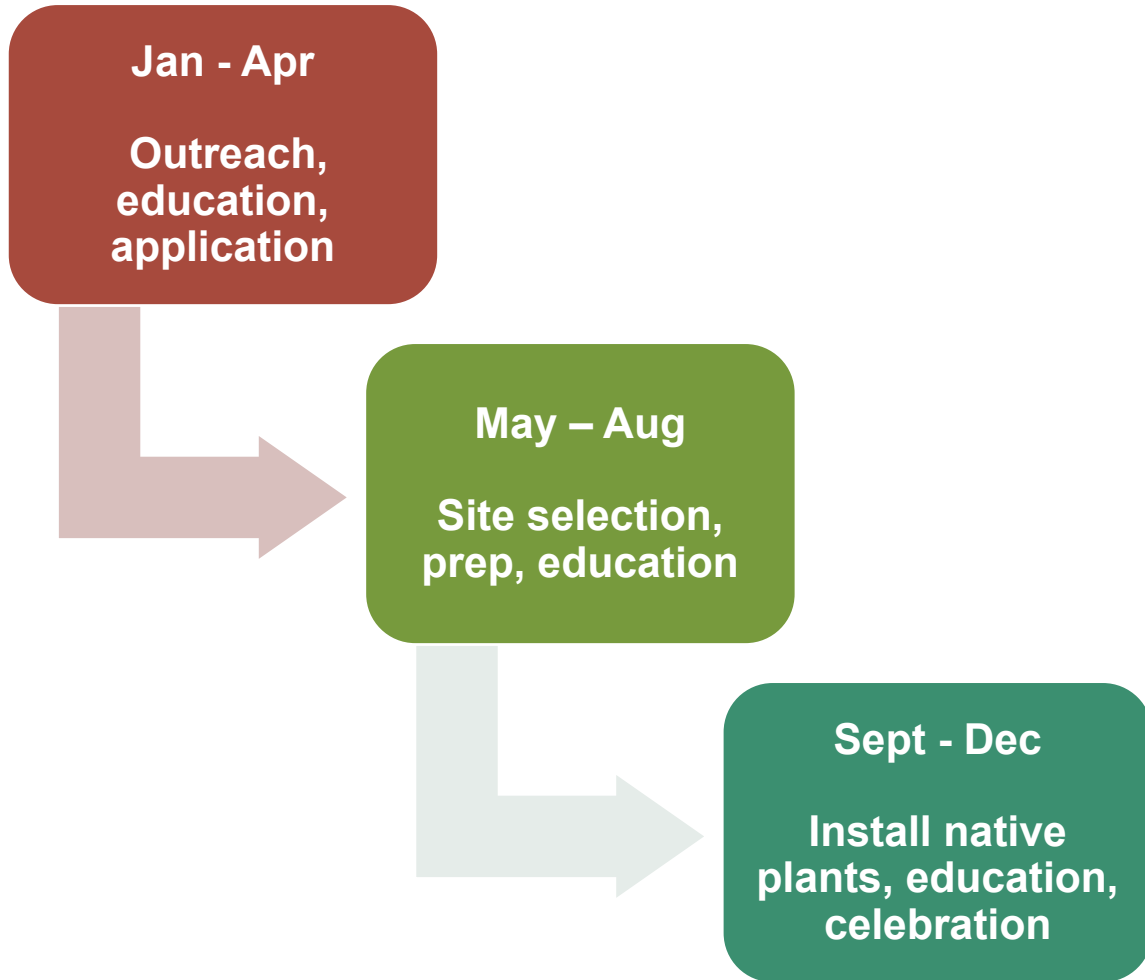 Jan - Apr
Outreach,
education,
application
May – Aug
Site selection,
prep, education
Sept - Dec
Install native
plants, education,
celebration